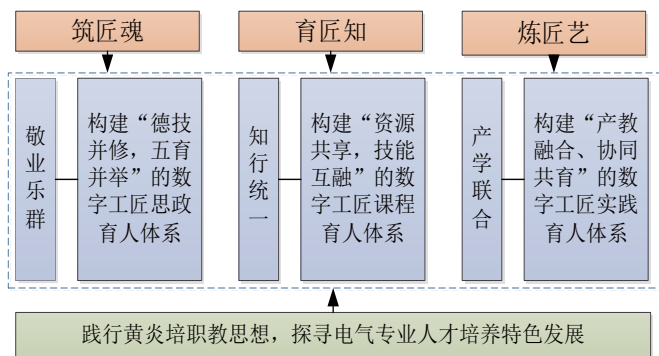 筑匠魂
育匠知
炼匠艺
敬业乐群
构建“德技
并修，五育
并举”的数
字工匠思政
育人体系
知行统一
构建“资源
共享，技能
互融”的数
字工匠课程
育人体系
产学联合
构建“产教
融合、协同
共育”的数
字工匠实践
育人体系
践行黄炎培职教思想，探寻电气专业人才培养特色发展